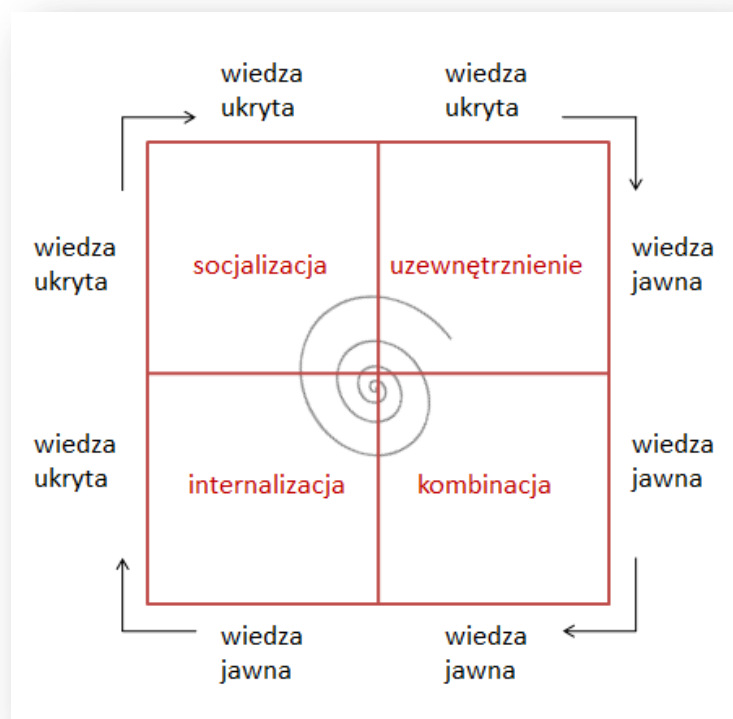 wiedza
ukryta
wiedza
ukryta
wiedza
ukryta
socjalizacja
uzewnętrznienie
wiedza
jawna
wiedza
ukryta
internalizacja
kombinacja
wiedza
jawna
wiedza
jawna
wiedza
jawna